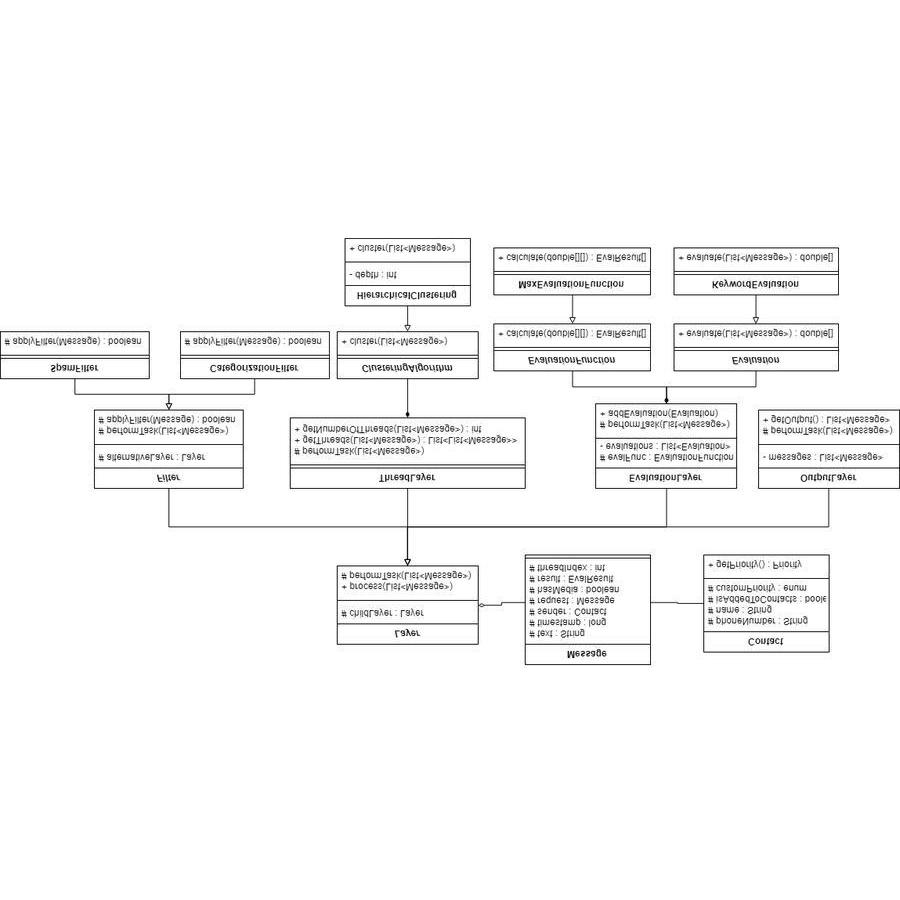 Layer
# childLayer : Layer
+ process(List<Message>)
# performTask(List<Message>)
Message
# text : String
# timestamp : long
# sender : Contact
# request : Message
# hasMedia : boolean
# result : EvalResult
# threadIndex : int
Contact
# phoneNumber : String
# name : String
# isAddedToContacts : boole
# customPriority : enum
+ getPriority() : Priority
Filter
# alternativeLayer : Layer
# performTask(List<Message>)
# applyFilter(Message) : boolean
ThreadLayer
# performTask(List<Message>)
+ getThreads(List<Message>) : List<List<Message>>
+ getNumberOfThreads(List<Message>) : int
EvaluationLayer
# evalFunc : EvaluationFunction
- evaluations : List<Evaluation>
# performTask(List<Message>)
+ addEvaluation(Evaluation)
OutputLayer
- messages : List<Message>
# performTask(List<Message>)
+ getOutput() : List<Message>
SpamFilter
# applyFilter(Message) : boolean
CategorizationFilter
# applyFilter(Message) : boolean
ClusteringAlgorithm
+ cluster(List<Message>)
EvaluationFunction
+ calculate(double[][]) : EvalResult[]
Evaluation
+ evaluate(List<Message>) : double[]
HierarchicalClustering
- depth : int
+ cluster(List<Message>)
MaxEvaluationFunction
+ calculate(double[][]) : EvalResult[]
KeywordEvaluation
+ evaluate(List<Message>) : double[]